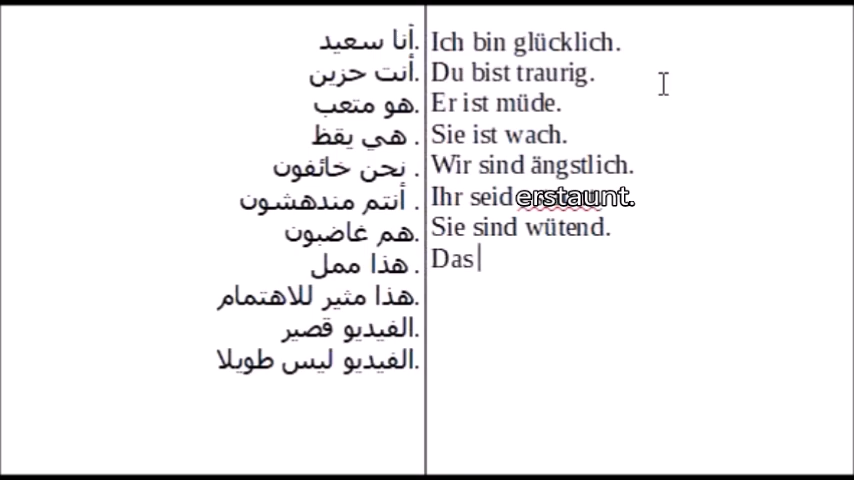 أنا سعيد.
أنت حزين.
هو متعب.
هي يقظ .
نحن خائفون .
أنتم مندهشون .
هم غاضبون.
هذا ممل .
هذا مثير للاهتمام.
الفيديو قصير.
الفيديو ليس طويلا.
Ich bin glücklich.
Du bist traurig.
Er ist müde.
Sie ist wach.
Wir sind ängstlich.
Ihr seid erstaunt.
Sie sind wütend.
Das